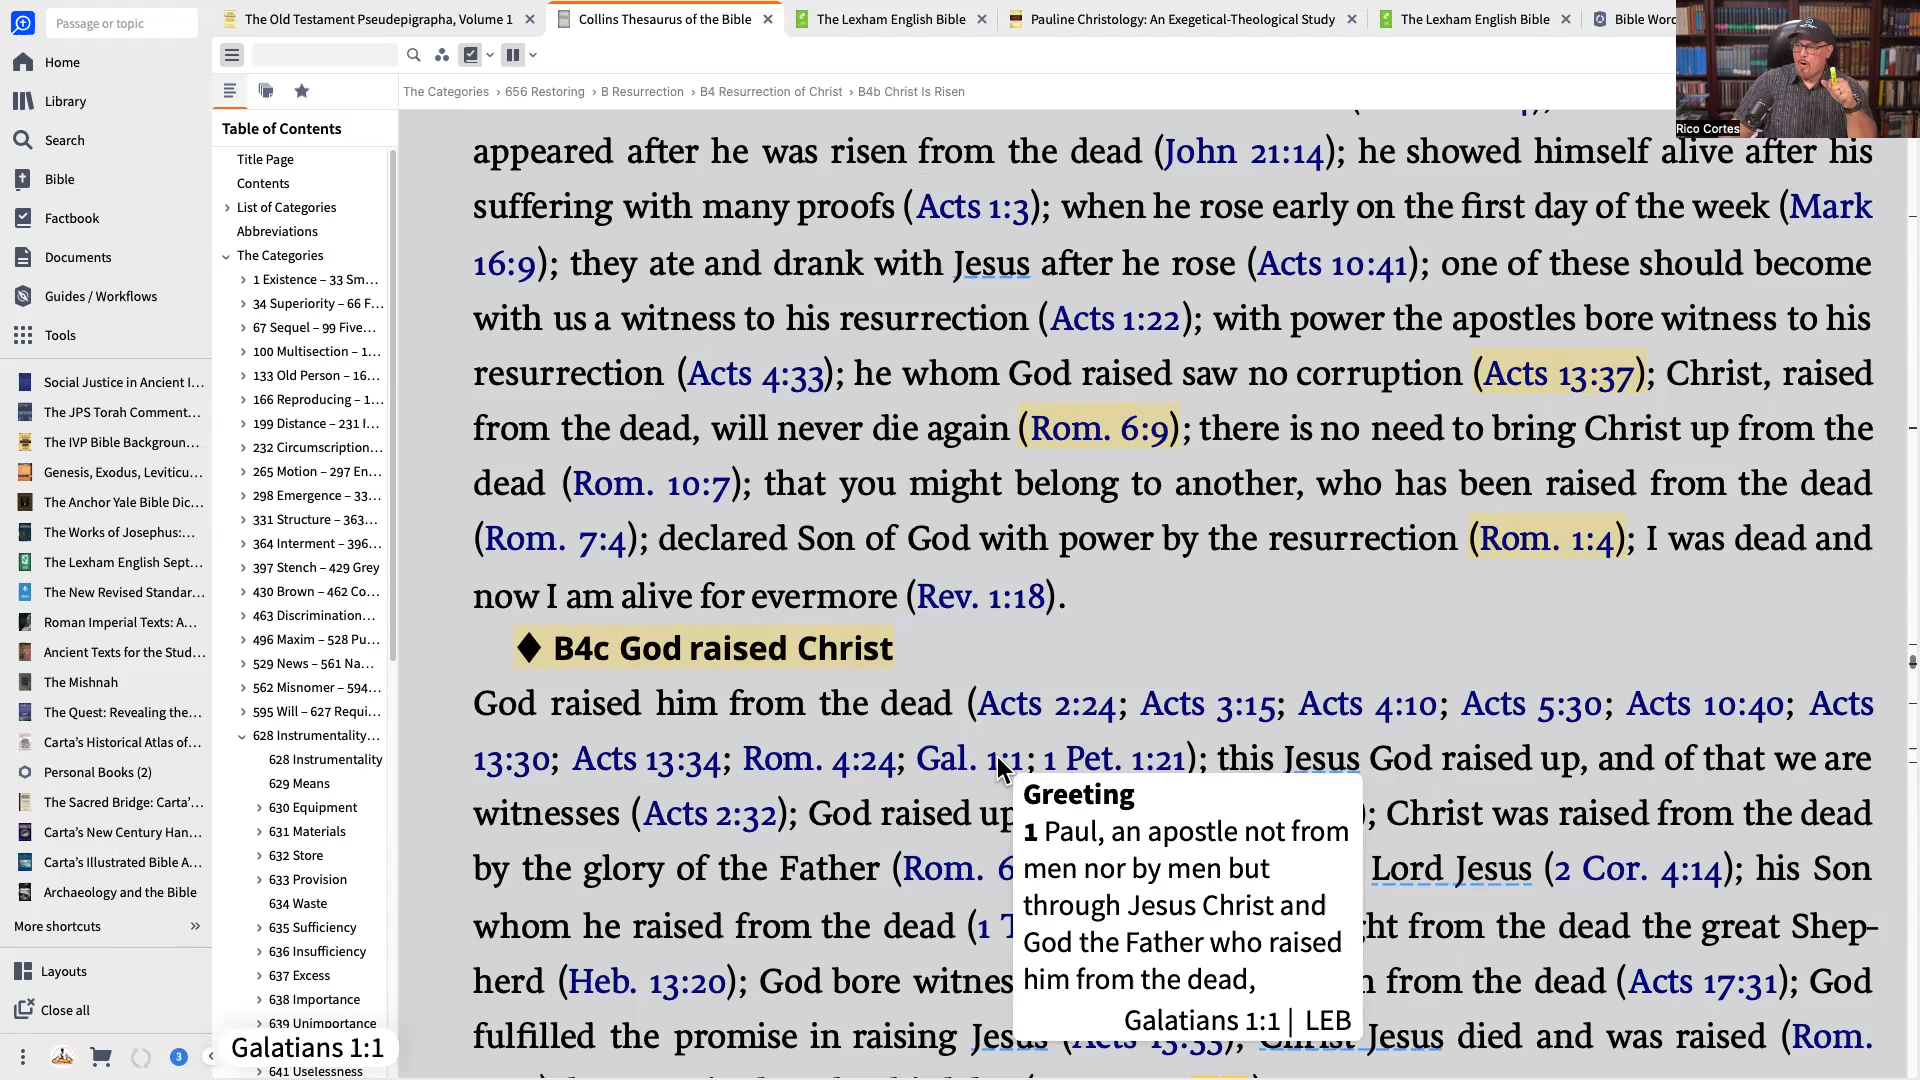 Passage or topic
Home
Library
Search
Bible
Factbook
Documents
Guides / Workflows
Tools
Social Justice in Ancient I...
The JPS Torah Comment...
The IVP Bible Backgroun...
Genesis, Exodus, Leviticu...
The Anchor Yale Bible Dic...
The Works of Josephus:...
The Lexham English Sept...
The New Revised Standar...
Roman Imperial Texts: A...
Ancient Texts for the Stud...
The Mishnah
The Quest: Revealing the...
Carta's Historical Atlas of...
Personal Books (2)
The Sacred Bridge: Carta'...
Carta's New Century Han...
Carta's Illustrated Bible A...
Archaeology and the Bible
More shortcuts
Layouts
Close all
3
The Old Testament Pseudepigrapha, Volume 1
Collins Thesaurus of the Bible
The Lexham English Bible
Pauline Christology: An Exegetical-Theological Study
The Lexham English Bible
Bible Word
The Categories › 656 Restoring › B Resurrection › B4 Resurrection of Christ › B4b Christ Is Risen
Rico Cortes
Table of Contents
Title Page
Contents
List of Categories
Abbreviations
The Categories
1 Existence – 33 Sm...
34 Superiority – 66 F...
67 Sequel – 99 Five...
100 Multisection – 1...
133 Old Person – 16...
166 Reproducing – 1...
199 Distance – 231 I...
232 Circumscription...
265 Motion – 297 En...
298 Emergence – 33...
331 Structure – 363...
364 Interment – 396...
397 Stench – 429 Grey
430 Brown – 462 Co...
463 Discrimination...
496 Maxim – 528 Pu...
529 News – 561 Na...
562 Misnomer – 594...
595 Will – 627 Requi...
628 Instrumentality...
628 Instrumentality
629 Means
630 Equipment
631 Materials
632 Store
633 Provision
634 Waste
635 Sufficiency
636 Insufficiency
637 Excess
638 Importance
639 Unimportance
641 Uselessness
Galatians 1:1
appeared after he was risen from the dead (John 21:14); he showed himself alive after his
suffering with many proofs (Acts 1:3); when he rose early on the first day of the week (Mark
16:9); they ate and drank with Jesus after he rose (Acts 10:41); one of these should become
with us a witness to his resurrection (Acts 1:22); with power the apostles bore witness to his
resurrection (Acts 4:33); he whom God raised saw no corruption (Acts 13:37); Christ, raised
from the dead, will never die again (Rom. 6:9); there is no need to bring Christ up from the
dead (Rom. 10:7); that you might belong to another, who has been raised from the dead
(Rom. 7:4); declared Son of God with power by the resurrection (Rom. 1:4); I was dead and
now I am alive for evermore (Rev. 1:18).
♦ B4c God raised Christ
God raised him from the dead (Acts 2:24; Acts 3:15; Acts 4:10; Acts 5:30; Acts 10:40; Acts
13:30; Acts 13:34; Rom. 4:24; Gal. 1:1; 1 Pet. 1:21); this Jesus God raised up, and of that we are
witnesses (Acts 2:32); God raised up ); Christ was raised from the dead
by the glory of the Father (Rom. 6 Lord Jesus (2 Cor. 4:14); his Son
whom he raised from the dead (1 T ght from the dead the great Shep-
herd (Heb. 13:20); God bore witnes from the dead (Acts 17:31); God
fulfilled the promise in raising Jesus (Acts 13:33); Christ Jesus died and was raised (Rom.
Greeting
1 Paul, an apostle not from
men nor by men but
through Jesus Christ and
God the Father who raised
him from the dead,
Galatians 1:1 | LEB